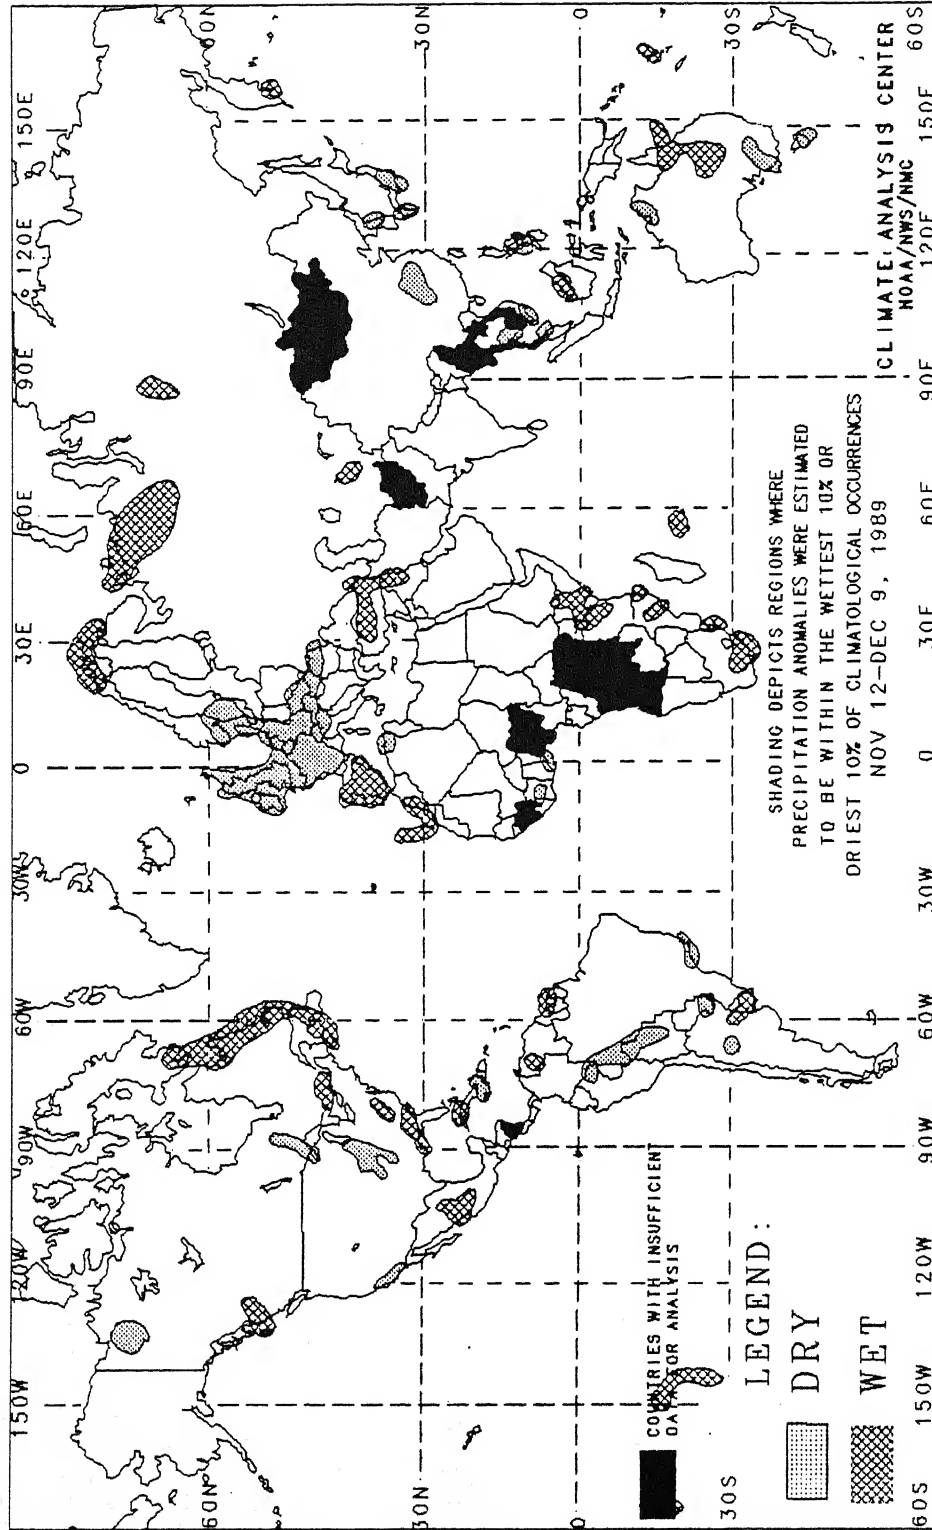 150W 120W 90W 60W 30W 0 30E 60E 90E 120E 150E
60N 60N
30N 30N
0 0
COUNTRIES WITH INSUFFICIENT
DATA FOR ANALYSIS
30S 30S
LEGEND:
DRY
WET
SHADING DEPICTS REGIONS WHERE
PRECIPITATION ANOMALIES WERE ESTIMATED
TO BE WITHIN THE WETTEST 10% OR
DRIEST 10% OF CLIMATOLOGICAL OCCURRENCES
NOV 12-DEC 9, 1989
CLIMATE ANALYSIS CENTER
NOAA/NWS/NMC
60S 150W 120W 90W 60W 30W 0 30E 60E 90E 120E 150E 60S